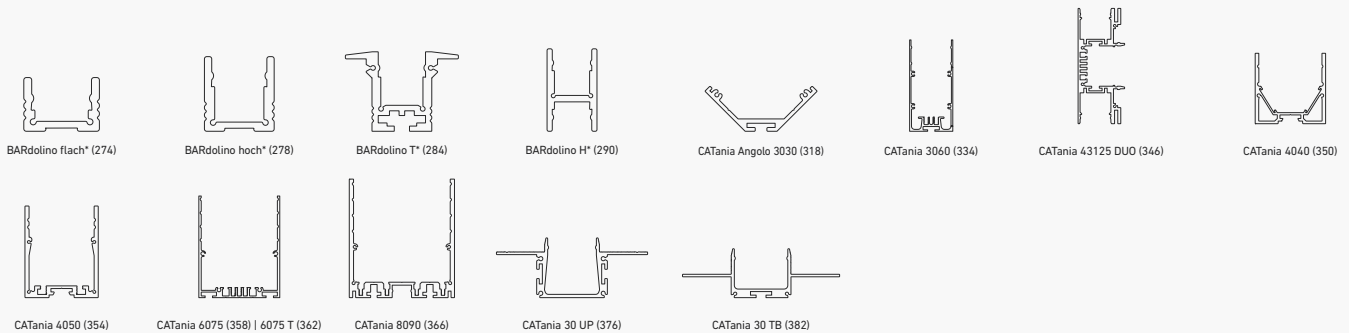 BARdolino flach* (274)
BARdolino hoch* (278)
BARdolino T* (284)
BARdolino H* (290)
CATania Angolo 3030 (318)
CATania 3060 (334)
CATania 43125 DUO (346)
CATania 4040 (350)
CATania 4050 (354)
CATania 6075 (358) | 6075 T (362)
CATania 8090 (366)
CATania 30 UP (376)
CATania 30 TB (382)